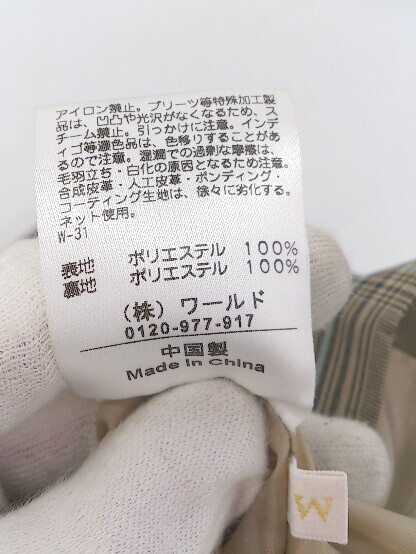 アイロン禁止。プリーツ等特殊加工製
品は、凹凸や光沢がなくなるため、ス
チーム禁止。引っかけに注意。インデ
ィゴ等濃色品は、色移りすることがあ
るので注意。湿潤での過剰な摩擦は、
毛羽立ち・白化の原因となるため注意。
合成皮革・人工皮革・ボンディング・
コーティング生地は、徐々に劣化する。
ネット使用。
W-31
表地 ポリエステル 100%
裏地 ポリエステル 100%
(株) ワールド
0120-977-917
中国製
Made in China
M